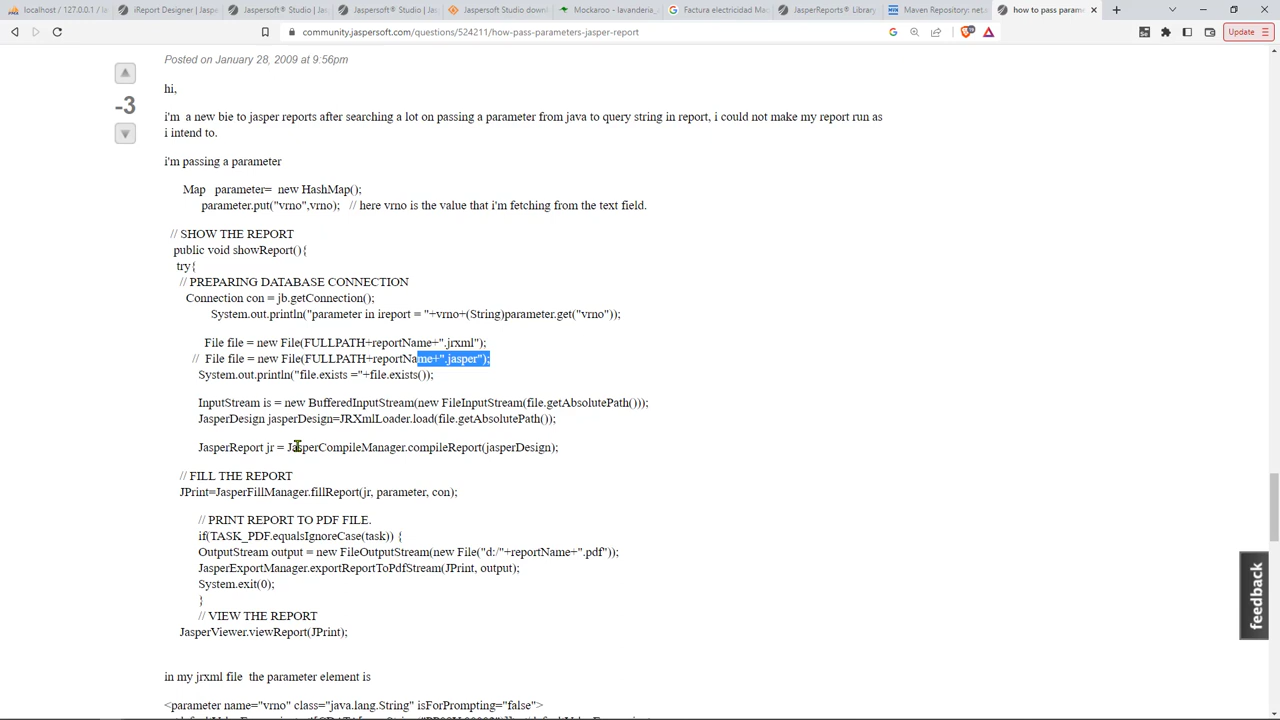 localhost / 127.0.0.1 / l
iReport Designer | Jaspe
Jaspersoft® Studio | Jas
Jaspersoft® Studio | Jas
Jaspersoft Studio downl
Mockaroo - lavanderia_
Factura electricidad Ma
JasperReports® Library
Maven Repository: net.
how to pass parame
community.jaspersoft.com/questions/524211/how-pass-parameters-jasper-report
Update
Posted on January 28, 2009 at 9:56pm
-3
hi,
i'm a new bie to jasper reports after searching a lot on passing a parameter from java to query string in report, i could not make my report run as
i intend to.
i'm passing a parameter
Map parameter= new HashMap();
parameter.put("vrno",vrno); // here vrno is the value that i'm fetching from the text field.
// SHOW THE REPORT
public void showReport(){
try{
// PREPARING DATABASE CONNECTION
Connection con = jb.getConnection();
System.out.println("parameter in ireport = "+vrno+(String)parameter.get("vrno"));
File file = new File(FULLPATH+reportName+".jrxml");
// File file = new File(FULLPATH+reportName+".jasper");
System.out.println("file.exists ="+file.exists());
InputStream is = new BufferedInputStream(new FileInputStream(file.getAbsolutePath()));
JasperDesign jasperDesign=JRXmlLoader.load(file.getAbsolutePath());
JasperReport jr = JasperCompileManager.compileReport(jasperDesign);
// FILL THE REPORT
JPrint=JasperFillManager.fillReport(jr, parameter, con);
// PRINT REPORT TO PDF FILE.
if(TASK_PDF.equalsIgnoreCase(task)) {
OutputStream output = new FileOutputStream(new File("d:/"+reportName+".pdf"));
JasperExportManager.exportReportToPdfStream(JPrint, output);
System.exit(0);
}
// VIEW THE REPORT
JasperViewer.viewReport(JPrint);
feedback
in my jrxml file the parameter element is
<parameter name="vrno" class="java.lang.String" isForPrompting="false">